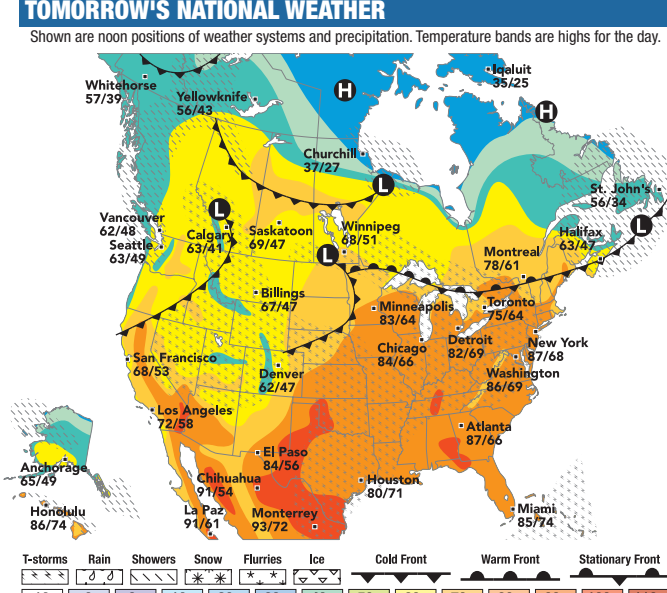 TOMORROW'S NATIONAL WEATHER
Shown are noon positions of weather systems and precipitation. Temperature bands are highs for the day.
Whitehorse
57/39
Yellowknife
56/43
H
Iqaluit
35/25
H
Churchill
37/27
L
St. John's
56/34
Vancouver
62/48
Seattle
63/49
L
Calgary
63/41
Saskatoon
69/47
Winnipeg
68/51
L
Halifax
63/47
L
Montreal
78/61
Billings
67/47
Minneapolis
83/64
Toronto
75/64
San Francisco
68/53
Denver
62/47
Chicago
84/66
Detroit
82/69
New York
87/68
Washington
86/69
Los Angeles
72/58
El Paso
84/56
Atlanta
87/66
Anchorage
65/49
Honolulu
86/74
Chihuahua
91/54
La Paz
91/61
Monterrey
93/72
Houston
80/71
Miami
85/74
T-storms Rain Showers Snow Flurries Ice Cold Front Warm Front Stationary Front